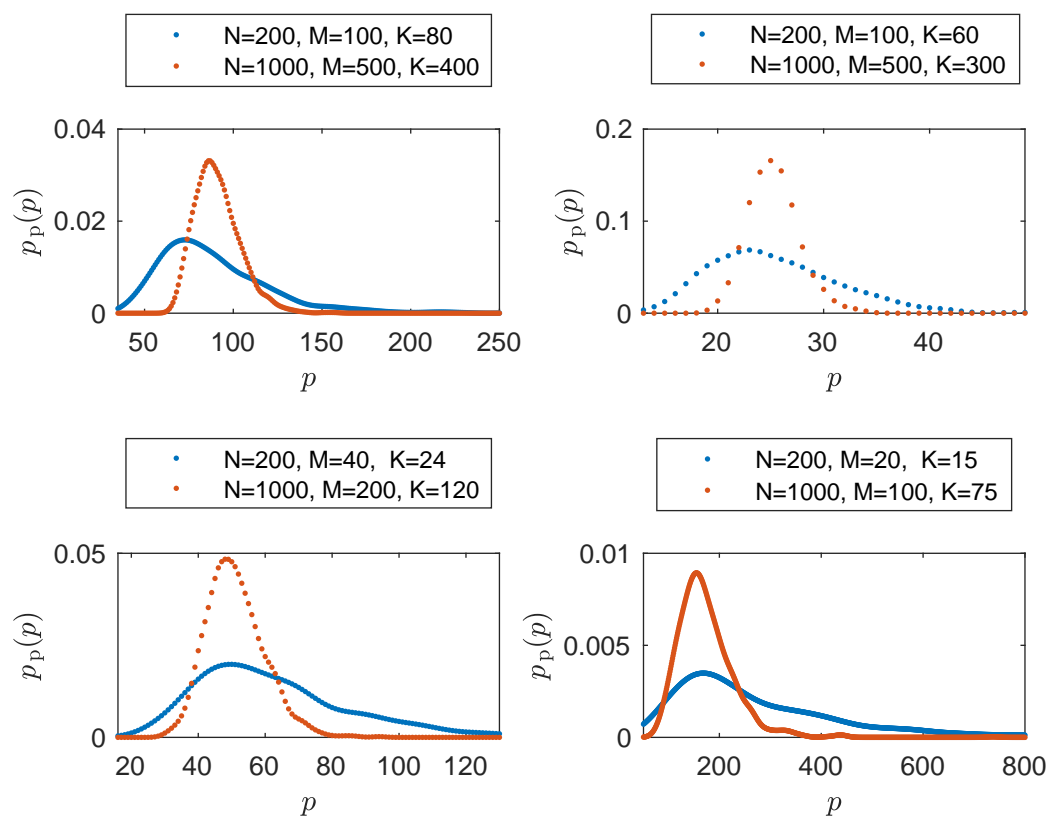 N=200, M=100, K=80
N=1000, M=500, K=400
N=200, M=100, K=60
N=1000, M=500, K=300
0.04
0.02
0
p_p(p)
50 100 150 200 250
p
0.2
0.1
0
p_p(p)
20 30 40
p
N=200, M=40, K=24
N=1000, M=200, K=120
N=200, M=20, K=15
N=1000, M=100, K=75
0.05
0
p_p(p)
20 40 60 80 100 120
p
0.01
0.005
0
p_p(p)
200 400 600 800
p